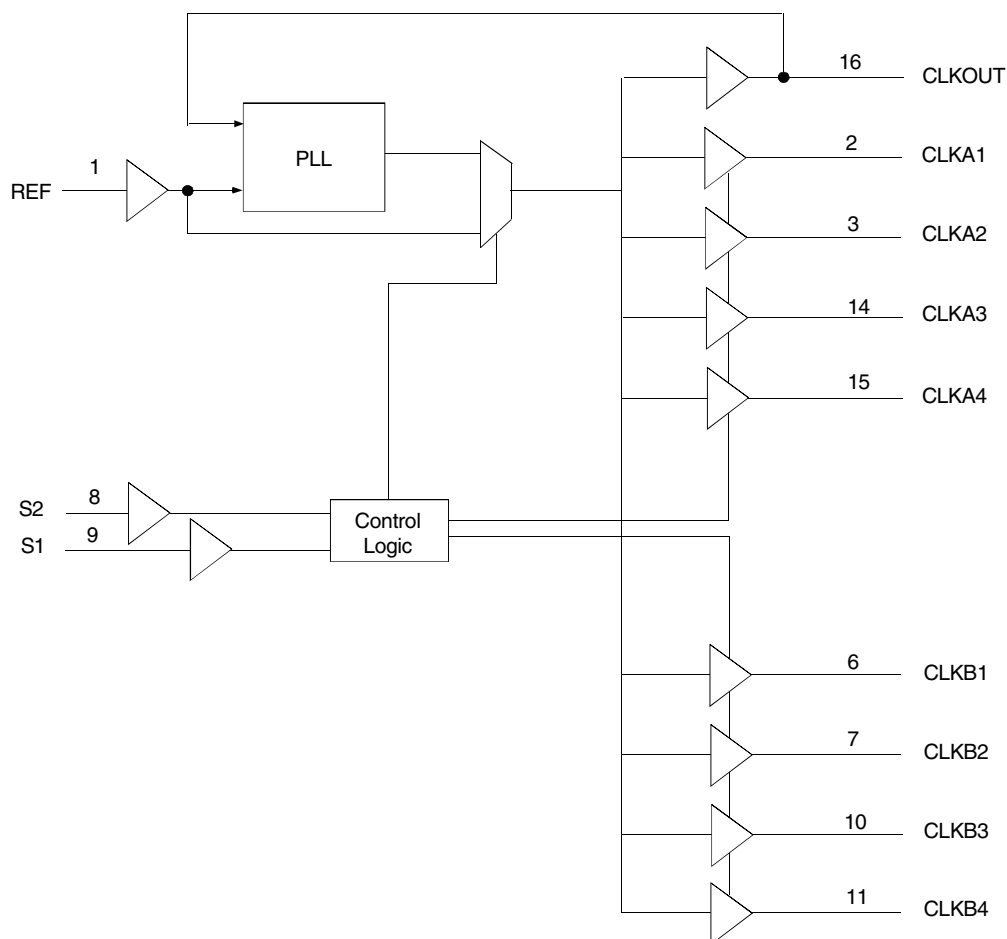 16
CLKOUT
PLL
1
REF
2
CLKA1
3
CLKA2
14
CLKA3
15
CLKA4
S2
8
S1
9
Control
Logic
6
CLKB1
7
CLKB2
10
CLKB3
11
CLKB4